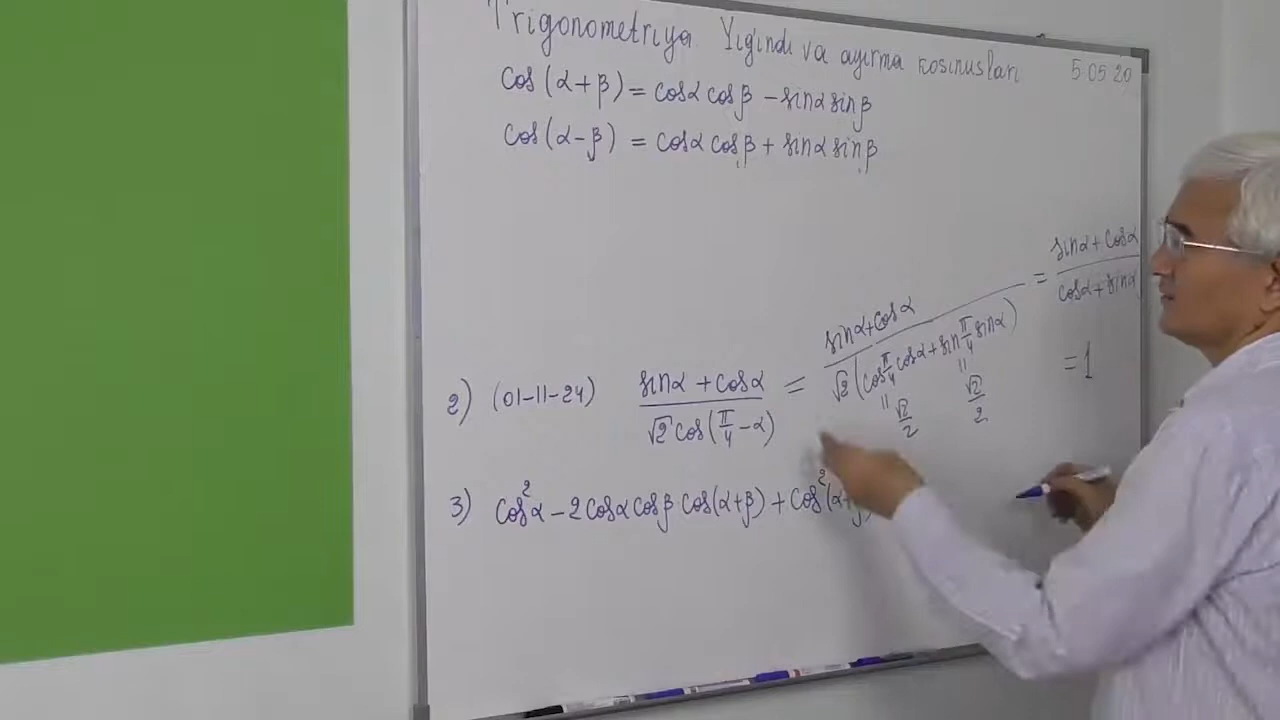 Trigonometriya. Yig'indi va ayirma kosinuslari 5.05.20
cos(α+β) = cosα cosβ − sinα sinβ
cos(α−β) = cosα cosβ + sinα sinβ
2) (01-11-24) (sinα + cosα)/(√2 cos(π/4 − α)) = (sinα + cosα)/(√2(cos π/4 cosα + sin π/4 sinα)) = (sinα + cosα)/(cosα + sinα)
= 1
|| √2/2 || √2/2
3) cos²α − 2cosα cosβ·cos(α+β) + cos²(α+β)